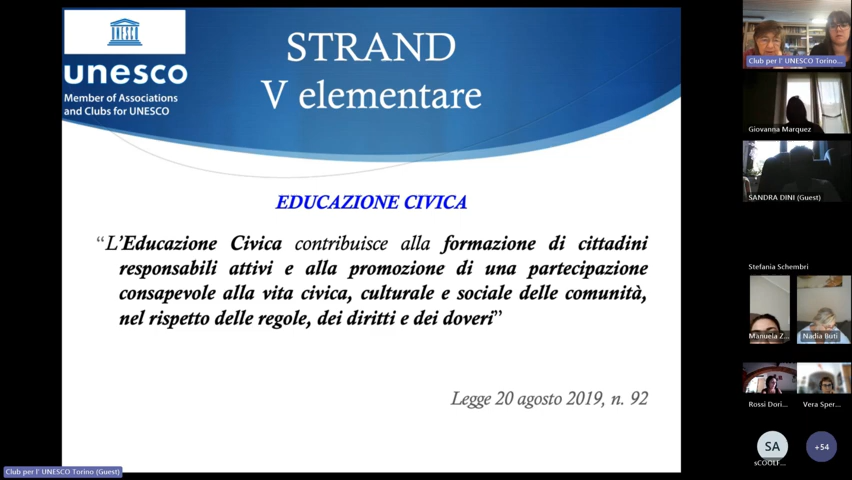 unesco
Member of Associations
and Clubs for UNESCO
STRAND
V elementare
EDUCAZIONE CIVICA
“L’Educazione Civica contribuisce alla formazione di cittadini
responsabili attivi e alla promozione di una partecipazione
consapevole alla vita civica, culturale e sociale delle comunità,
nel rispetto delle regole, dei diritti e dei doveri”
Legge 20 agosto 2019, n. 92
Club per l' UNESCO Torino (Guest)
Club per l' UNESCO Torino...
Giovanna Marquez
SANDRA DINI (Guest)
Stefania Schembri
Manuela Z...
Nadia Buti
Rossi Dori...
Vera Sper...
SA
+54
sCOOLF...